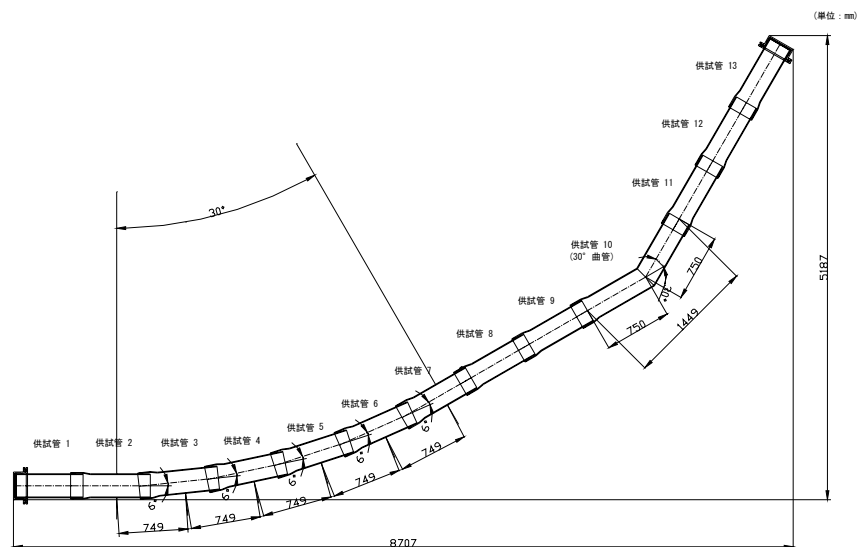 (単位：mm)
供試管 13
供試管 12
供試管 11
供試管 10
(30° 曲管)
供試管 9
供試管 8
供試管 7
供試管 6
供試管 5
供試管 4
供試管 3
供試管 2
供試管 1
30°
30°
750
750
1449
5187
6°
6°
6°
6°
6°
749
749
749
749
749
8707